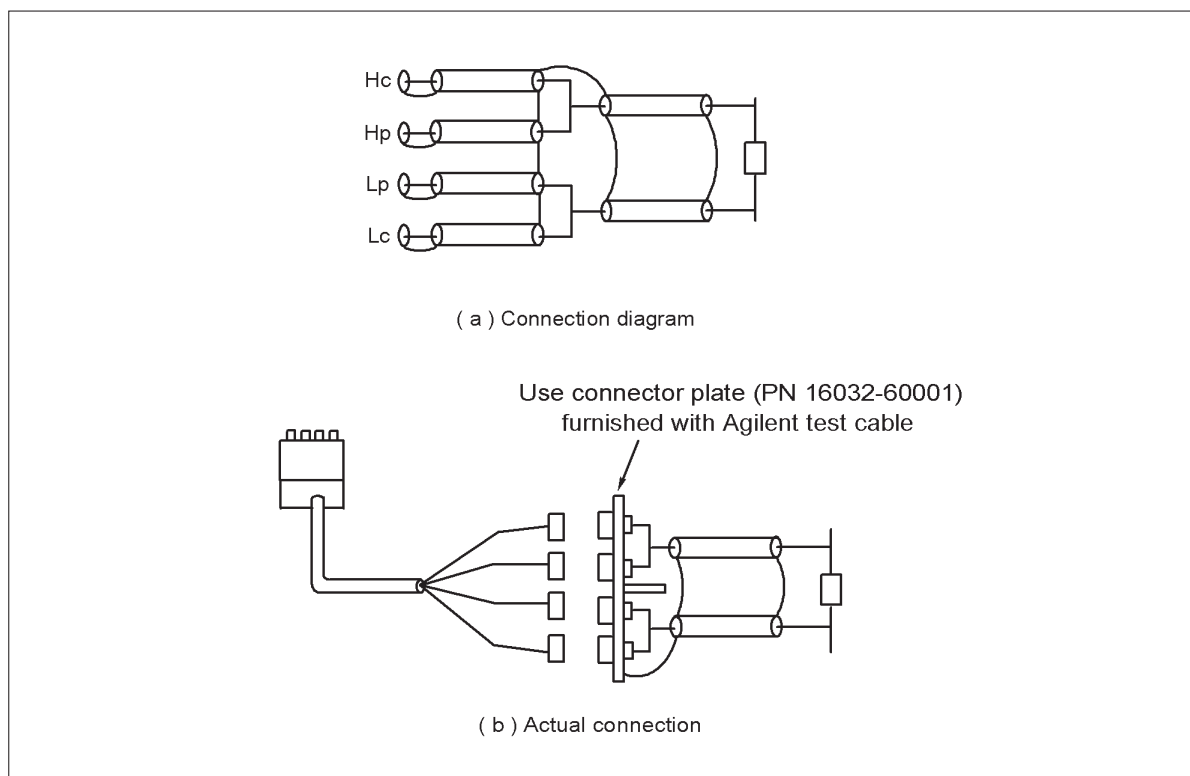 Hc
Hp
Lp
Lc
( a ) Connection diagram
Use connector plate (PN 16032-60001)
furnished with Agilent test cable
( b ) Actual connection